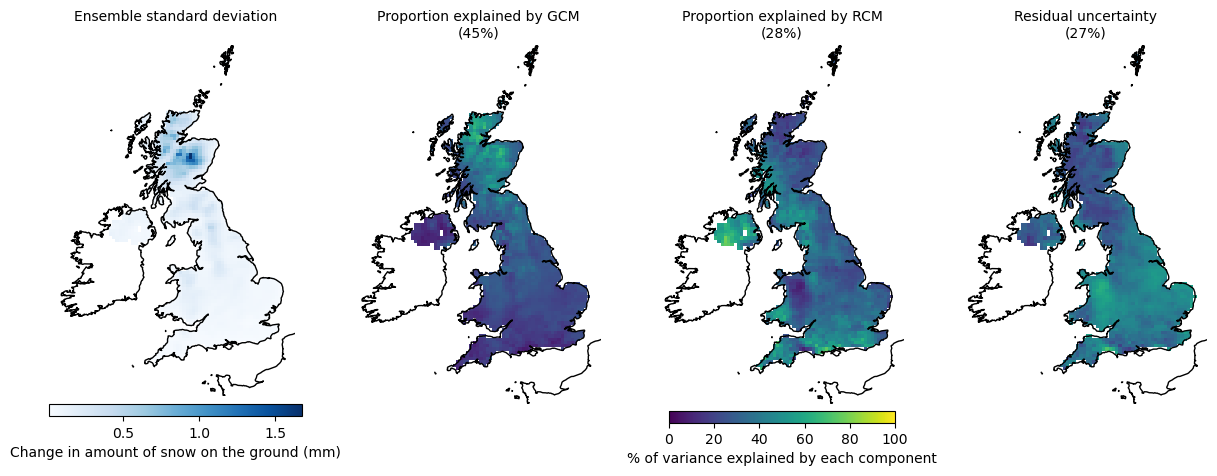 Ensemble standard deviation
Proportion explained by GCM
(45%)
Proportion explained by RCM
(28%)
Residual uncertainty
(27%)
0.5 1.0 1.5
Change in amount of snow on the ground (mm)
0 20 40 60 80 100
% of variance explained by each component